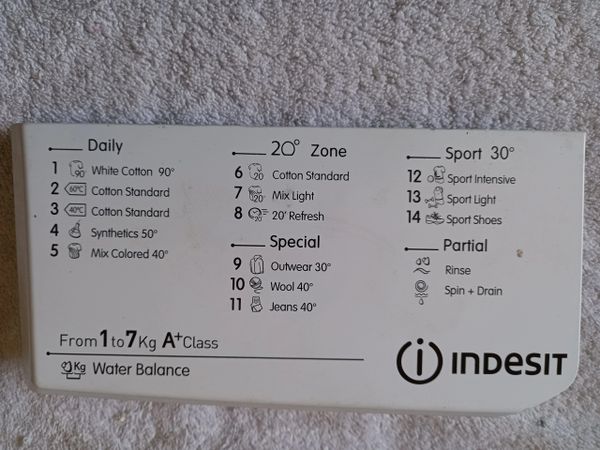 Daily
1 90 White Cotton 90°
2 60°C Cotton Standard
3 40°C Cotton Standard
4 Synthetics 50°
5 Mix Colored 40°
20° Zone
6 20 Cotton Standard
7 20° Mix Light
8 20' 20' Refresh
Special
9 Outwear 30°
10 Wool 40°
11 Jeans 40°
Sport 30°
12 Sport Intensive
13 Sport Light
14 Sport Shoes
Partial
Rinse
Spin + Drain
From 1 to 7 Kg A+ Class
Kg Water Balance
i INDESIT